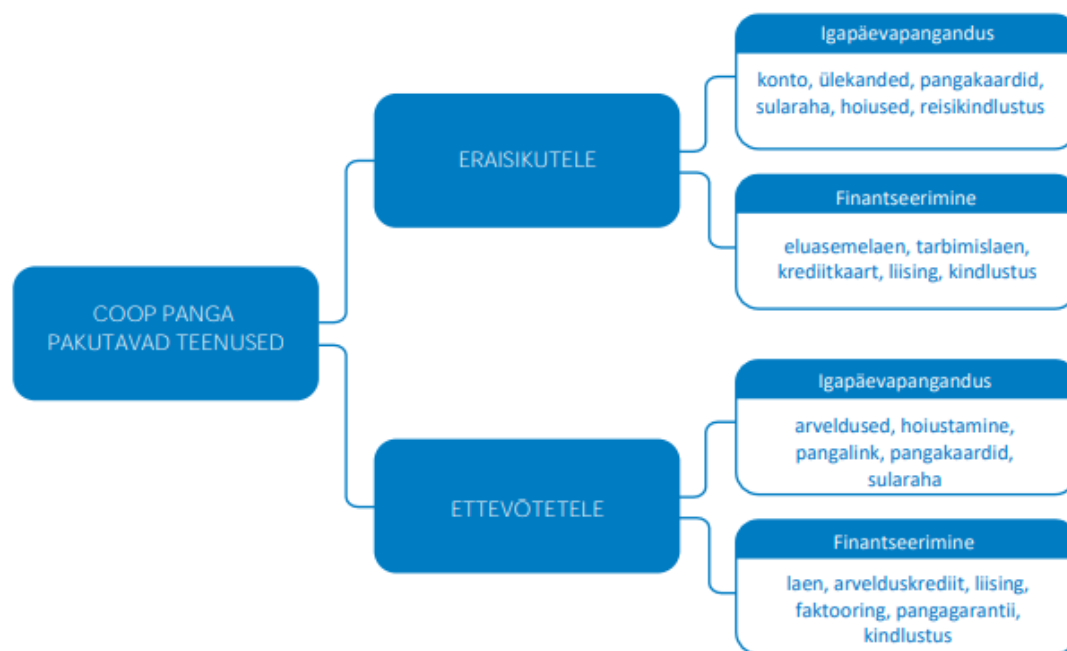 COOP PANGA
PAKUTAVAD TEENUSED
ERAISIKUTELE
Igapäevapangandus
konto, ülekanded, pangakaardid,
sularaha, hoiused, reisikindlustus
Finantseerimine
eluasemelaen, tarbimislaen,
krediitkaart, liising, kindlustus
ETTEVÕTETELE
Igapäevapangandus
arveldused, hoiustamine,
pangalink, pangakaardid,
sularaha
Finantseerimine
laen, arvelduskrediit, liising,
faktooring, pangagarantii,
kindlustus